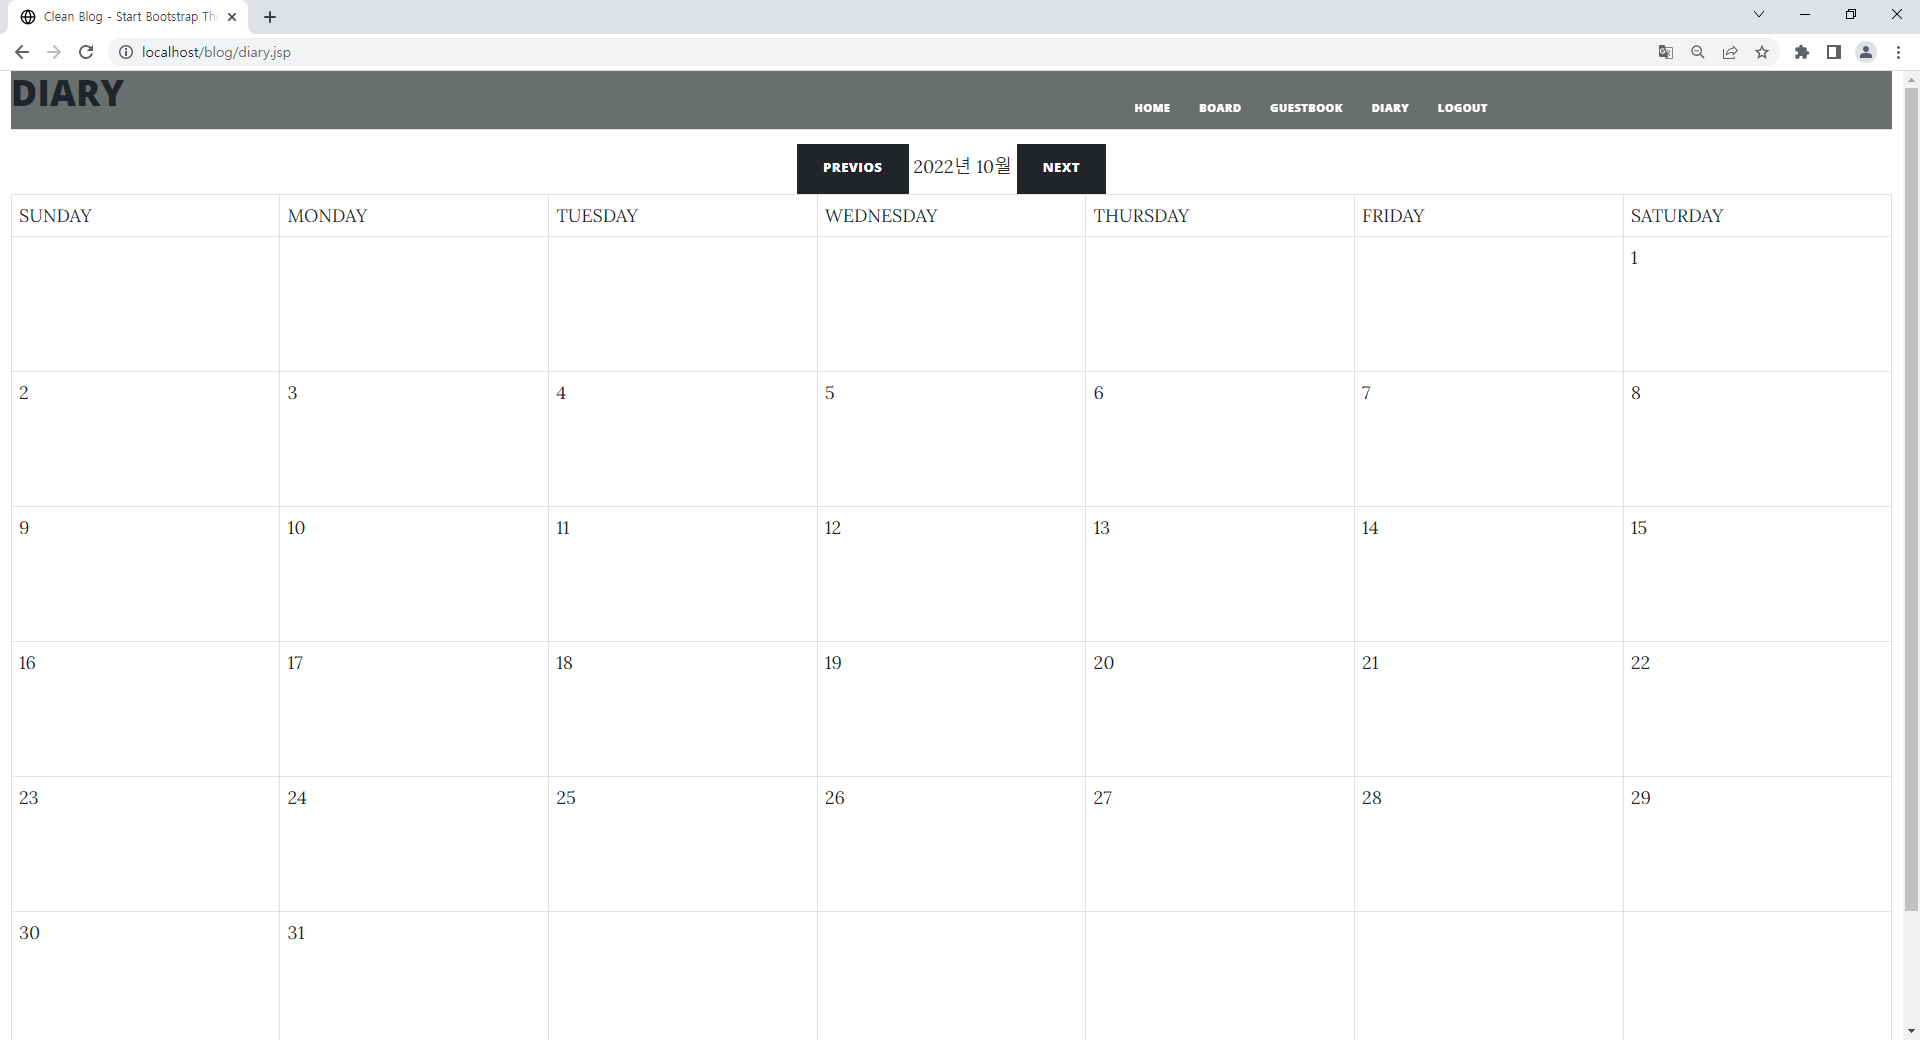 Clean Blog - Start Bootstrap Th
localhost/blog/diary.jsp
DIARY
HOME BOARD GUESTBOOK DIARY LOGOUT
PREVIOS 2022년 10월 NEXT
SUNDAY MONDAY TUESDAY WEDNESDAY THURSDAY FRIDAY SATURDAY
1
2 3 4 5 6 7 8
9 10 11 12 13 14 15
16 17 18 19 20 21 22
23 24 25 26 27 28 29
30 31